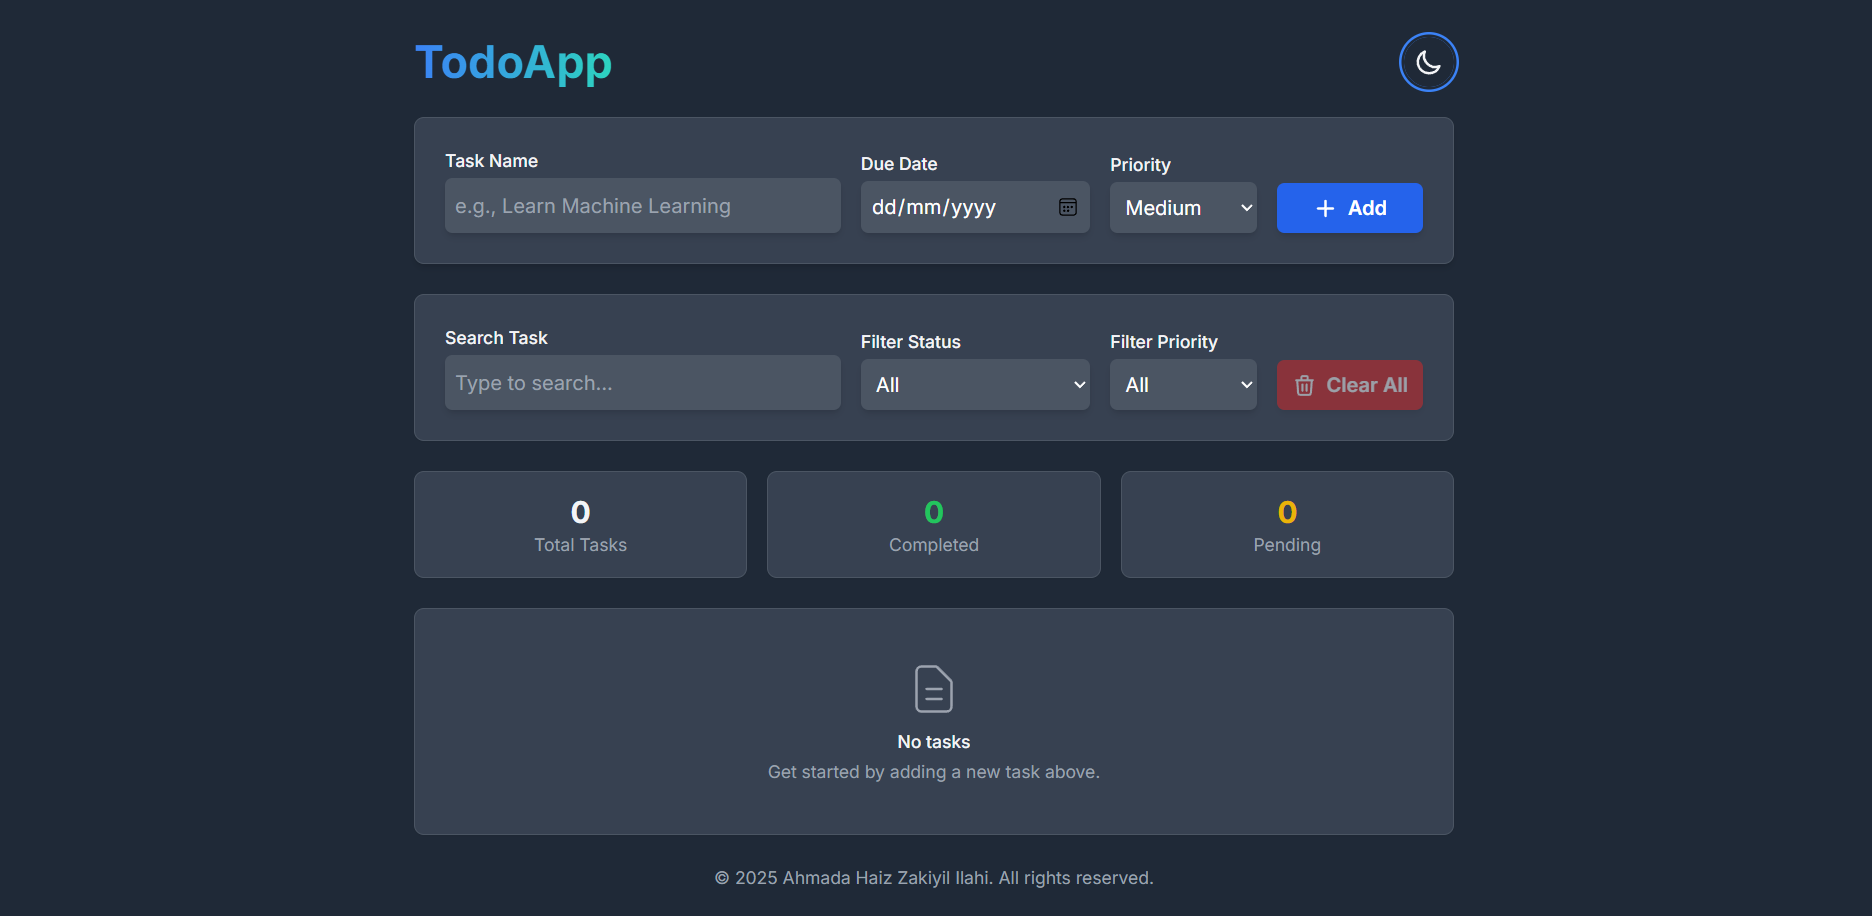 TodoApp
Task Name
Due Date
Priority
e.g., Learn Machine Learning
dd/mm/yyyy
Medium
Add
Search Task
Filter Status
Filter Priority
Type to search...
All
All
Clear All
0
Total Tasks
0
Completed
0
Pending
No tasks
Get started by adding a new task above.
© 2025 Ahmada Haiz Zakiyil Ilahi. All rights reserved.